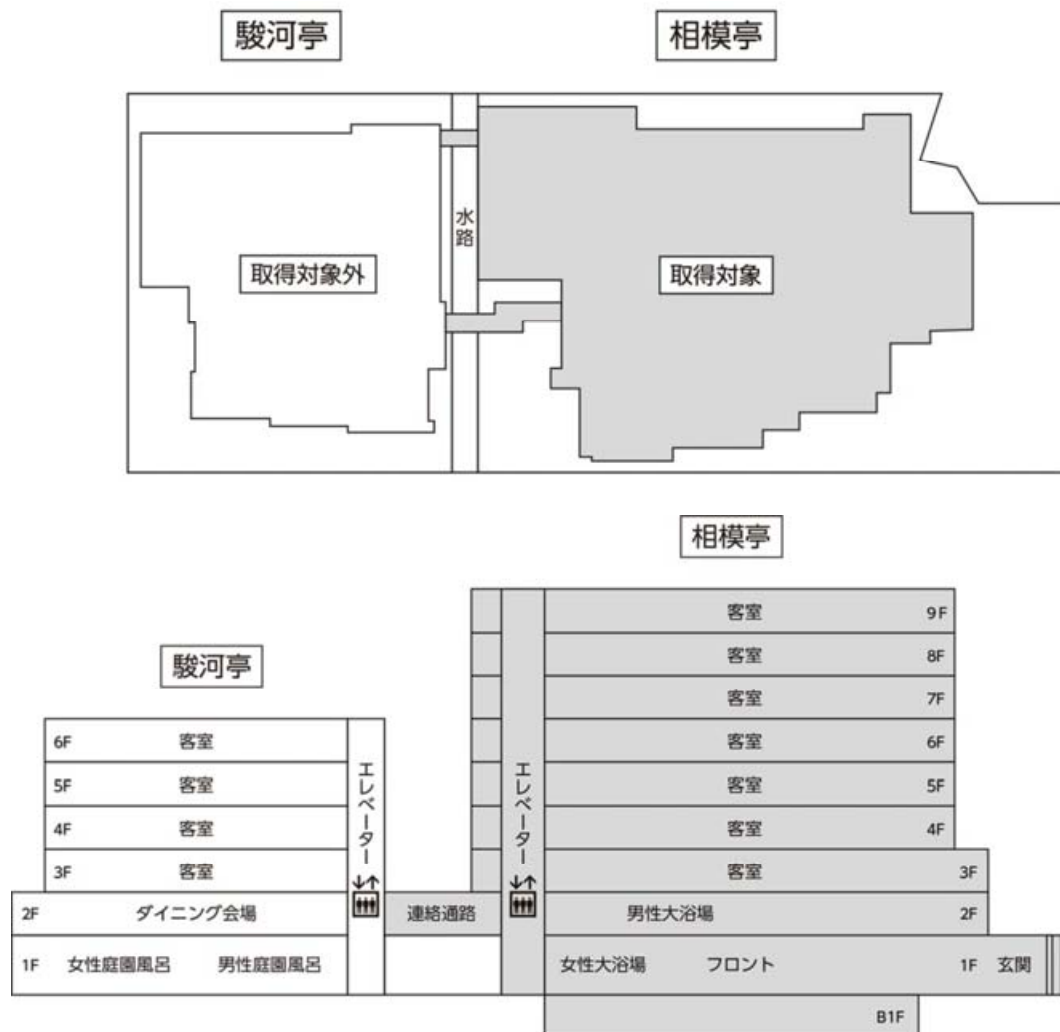 駿河亭
相模亭
水路
取得対象外
取得対象
相模亭
駿河亭
客室 9F
客室 8F
客室 7F
6F 客室
客室 6F
5F 客室
客室 5F
4F 客室
客室 4F
3F 客室
客室 3F
エレベーター
エレベーター
2F ダイニング会場
連絡通路
男性大浴場 2F
1F 女性庭園風呂 男性庭園風呂
女性大浴場 フロント 1F 玄関
B1F